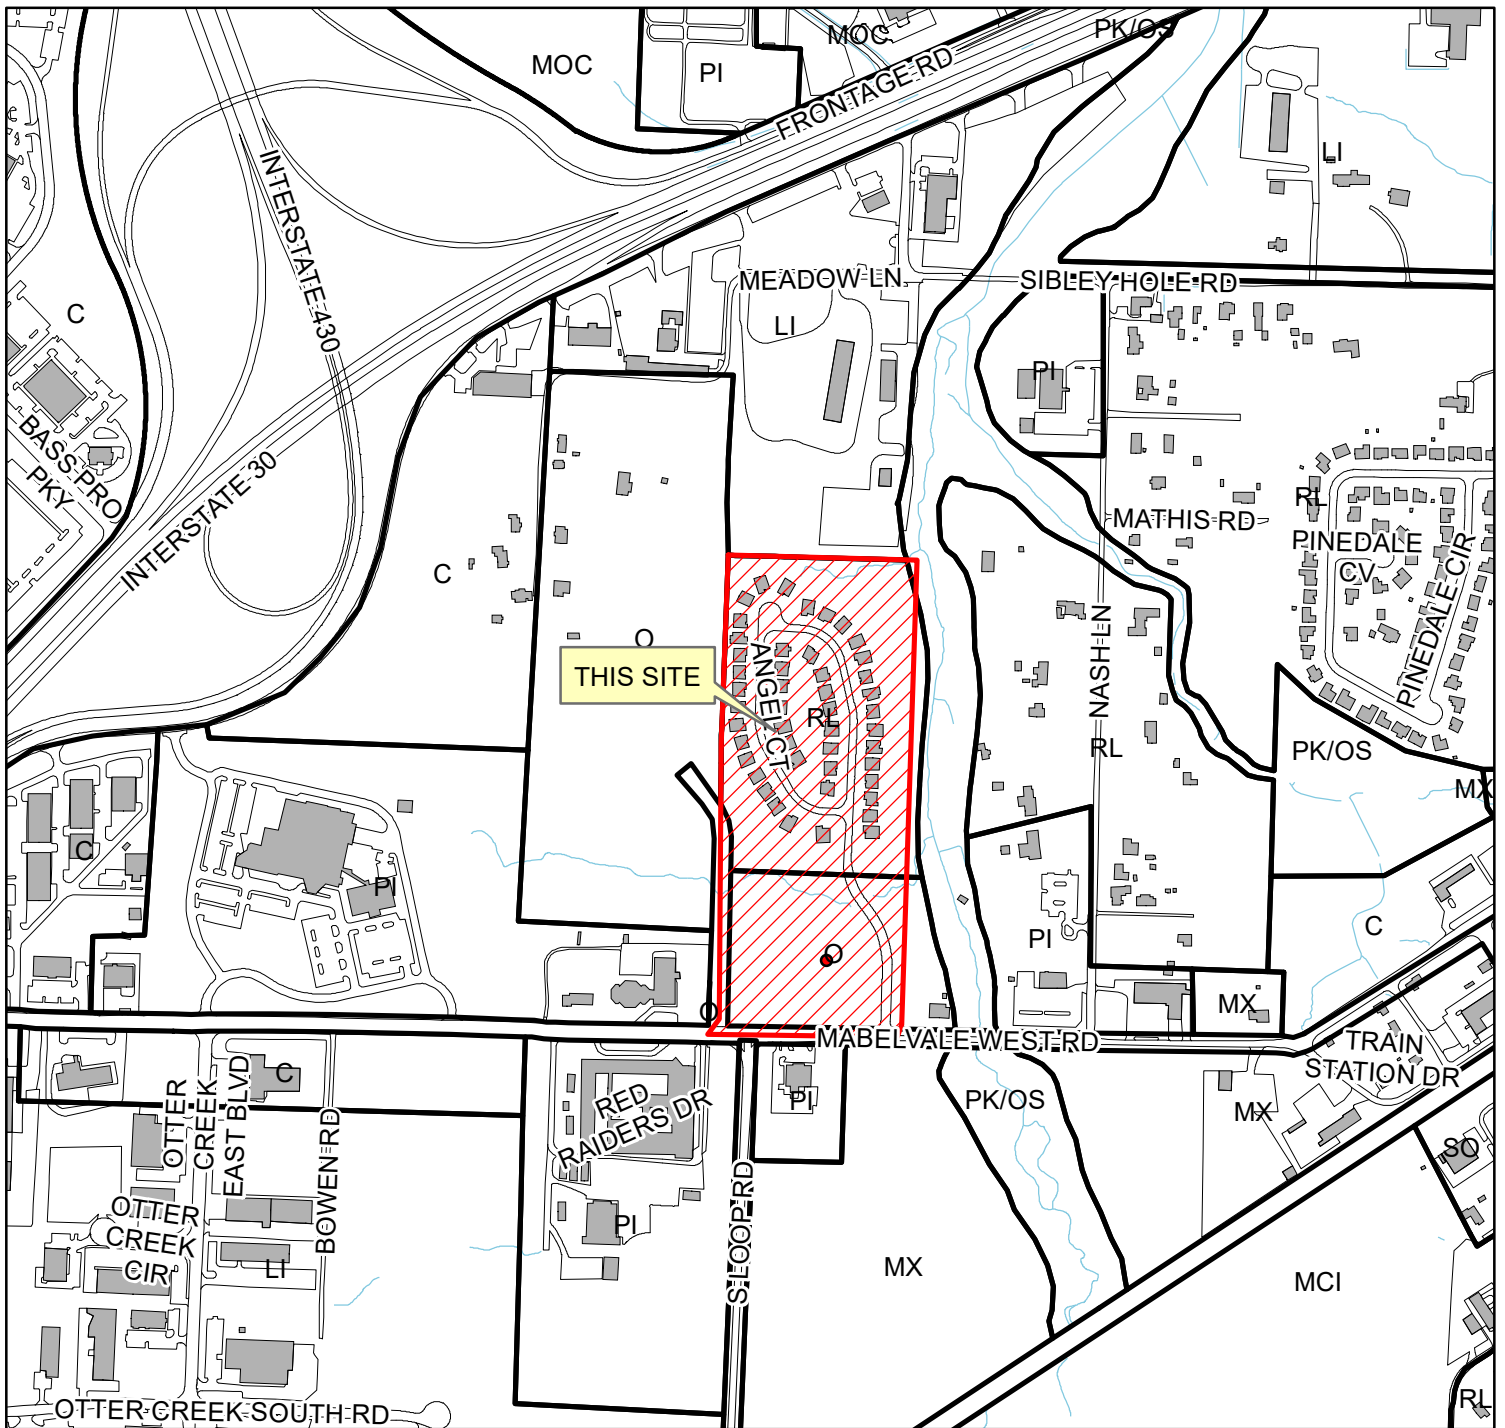 MOC
PI
MOC
PK/OS
FRONTAGE RD
LI
INTERSTATE 430
MEADOW LN
SIBLEY HOLE RD
C
LI
PI
BASS PRO
PKY
INTERSTATE 30
RL
MATHIS RD
PINEDALE
CV
PINEDALE CIR
C
O
THIS SITE
ANGEL CT
RL
NASH LN
RL
PK/OS
MX
C
PI
PI
C
O
O
MX
MABELVALE WEST RD
TRAIN
STATION DR
C
OTTER
CREEK
EAST BLVD
BOWEN RD
RED
RAIDERS DR
PI
PK/OS
MX
SO
S LOOP RD
OTTER
CREEK
CIR
LI
PI
MX
MCI
OTTER CREEK SOUTH RD
RL